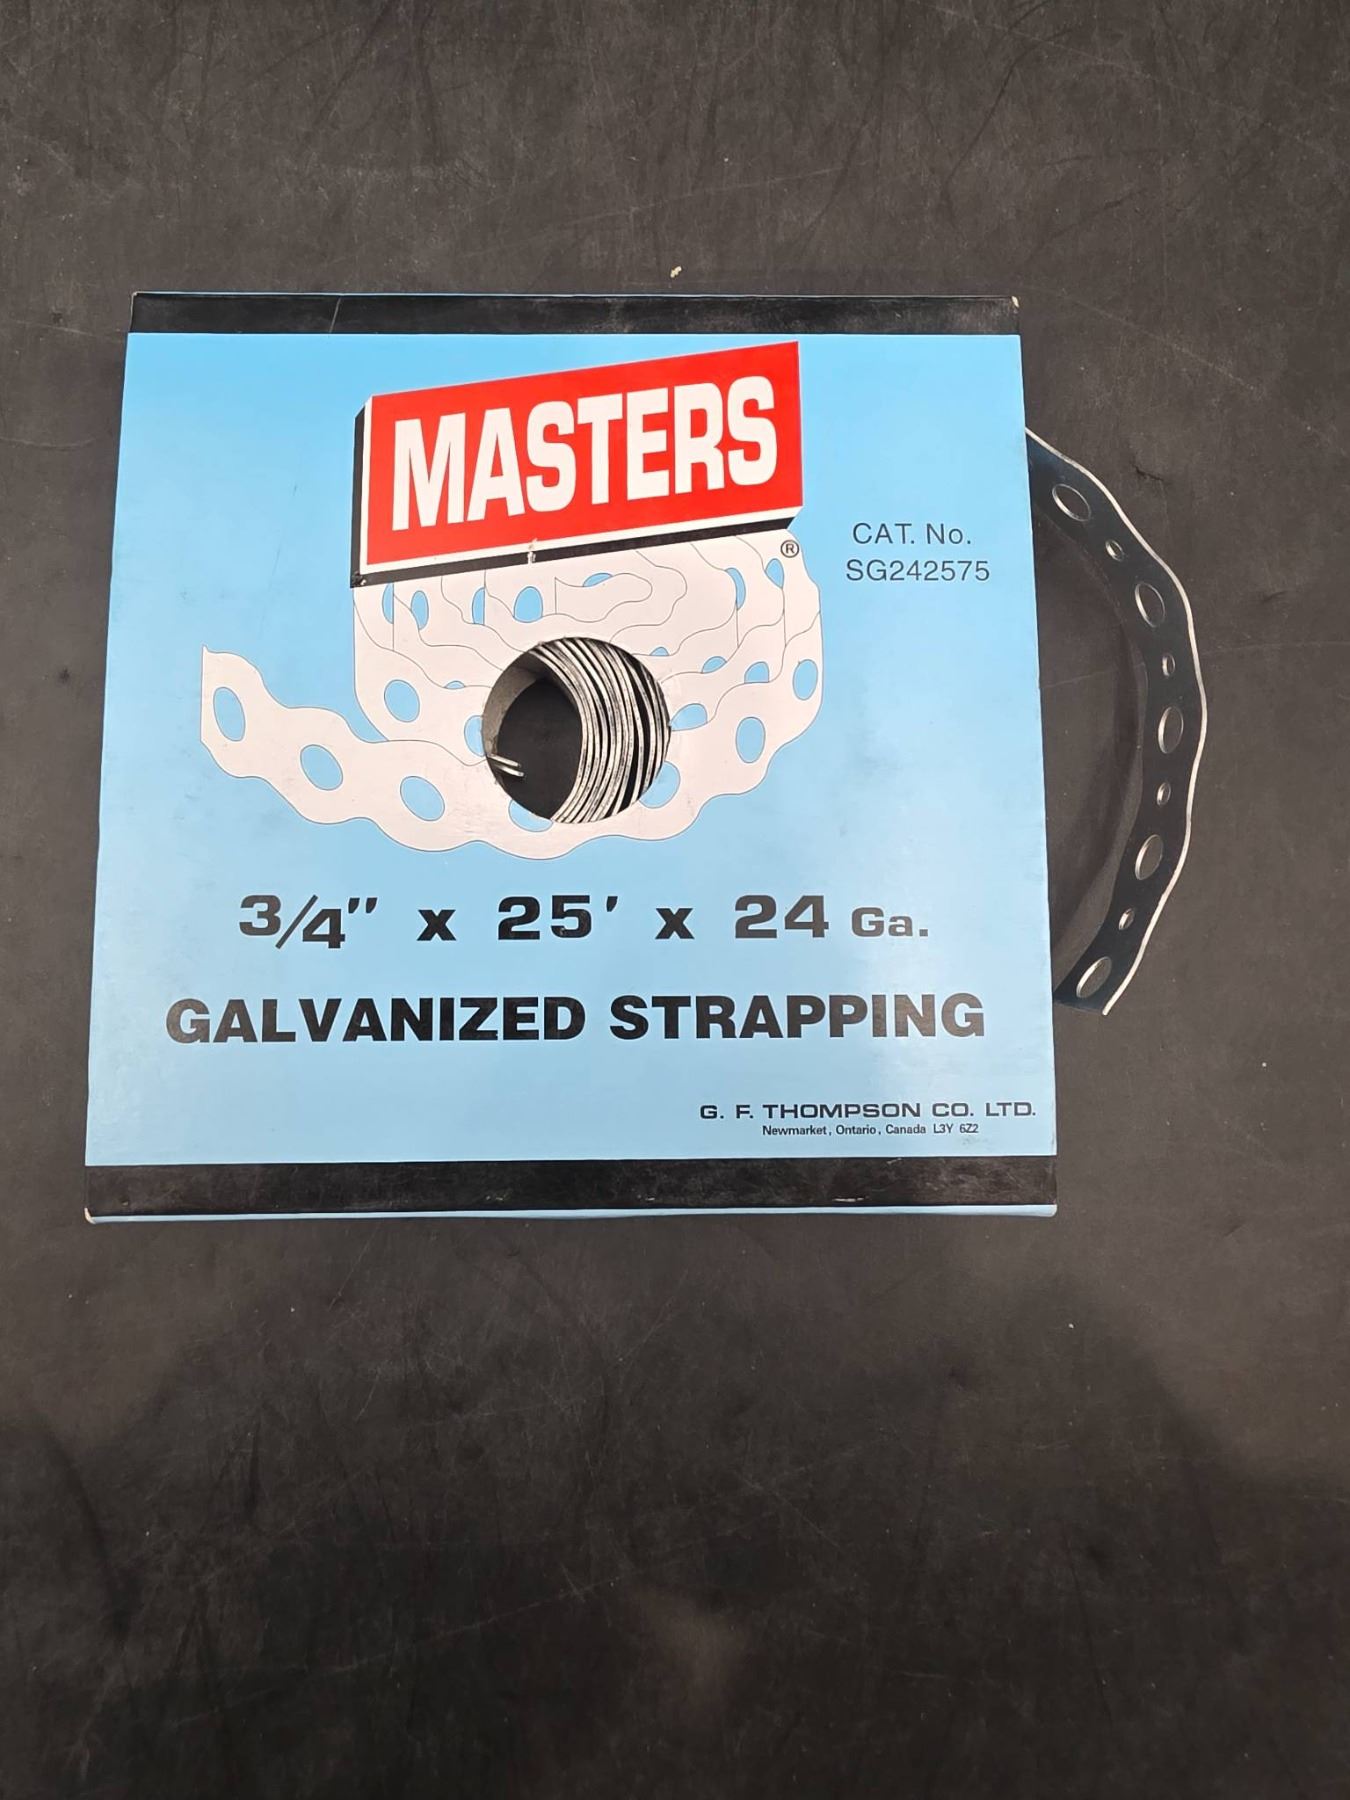 MASTERS
®
CAT. No.
SG242575
3/4" x 25' x 24 Ga.
GALVANIZED STRAPPING
G. F. THOMPSON CO. LTD.
Newmarket, Ontario, Canada L3Y 6Z2